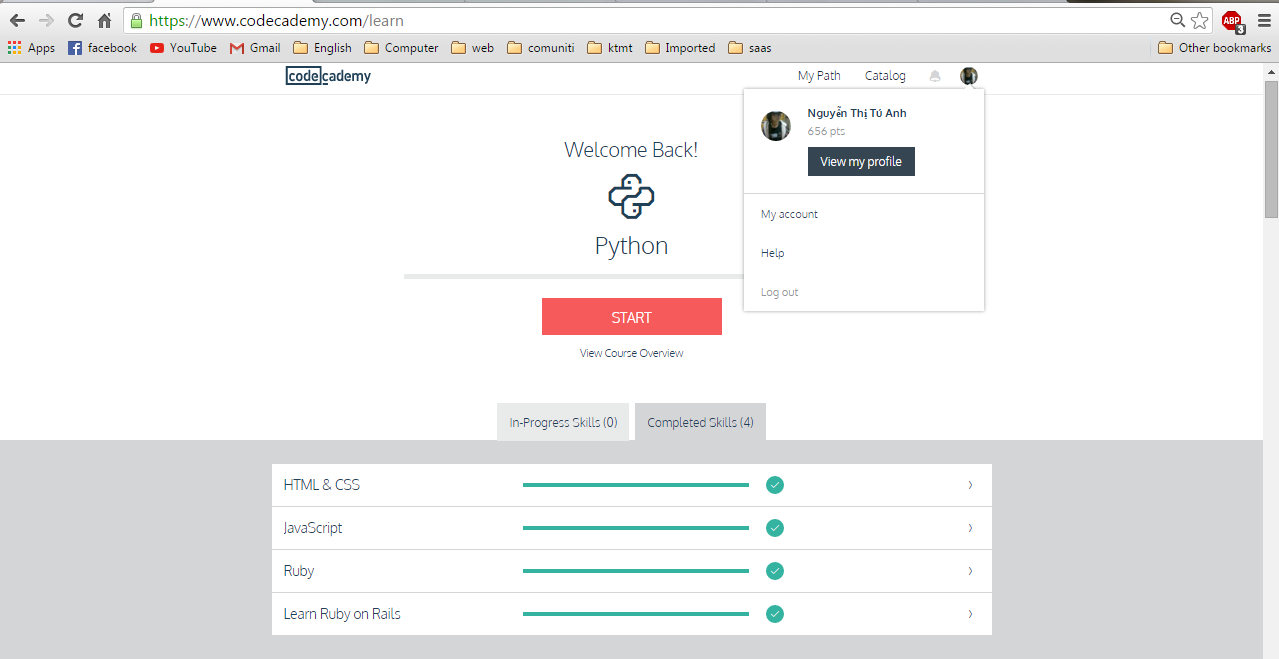 https://www.codecademy.com/learn
ABP
3
Apps facebook YouTube Gmail English Computer web comuniti ktmt Imported saas Other bookmarks
codecademy My Path Catalog
Nguyễn Thị Tú Anh
656 pts
View my profile
My account
Help
Log out
Welcome Back!
Python
START
View Course Overview
In-Progress Skills (0) Completed Skills (4)
HTML & CSS
JavaScript
Ruby
Learn Ruby on Rails